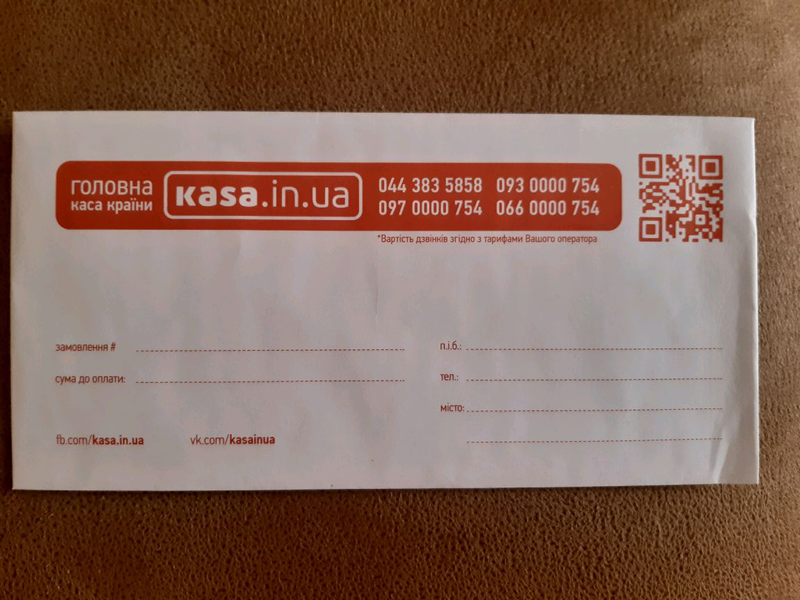 ГОЛОВНА
каса країни
кasa.in.ua
044 383 5858 093 0000 754
097 0000 754 066 0000 754
*Вартість дзвінків згідно з тарифами Вашого оператора
замовлення #
п.і.б.:
сума до оплати:
тел.:
місто:
fb.com/kasa.in.ua vk.com/kasainua